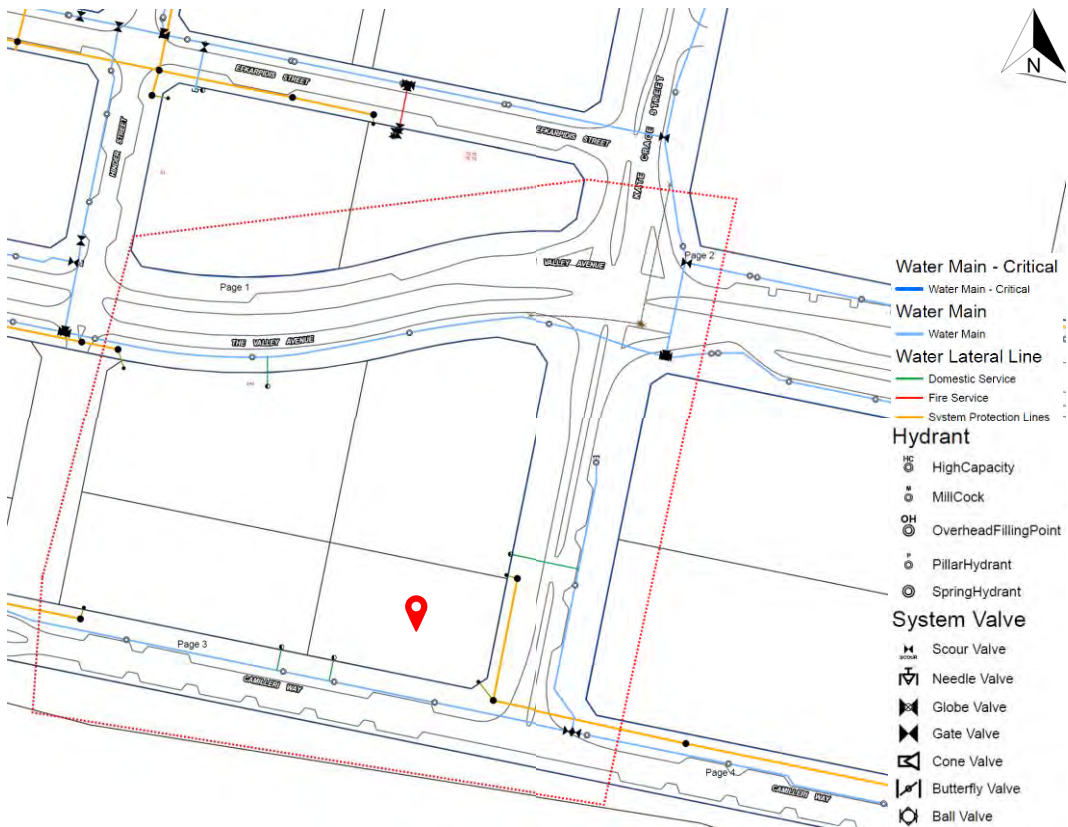 N
EFKARPIDIS STREET
EFKARPIDIS STREET
KATE CRACE STREET
HINDER STREET
Page 1
VALLEY AVENUE
Page 2
THE VALLEY AVENUE
Page 3
CAMILLERI WAY
Page 4
CAMILLERI WAY
Water Main - Critical
Water Main - Critical
Water Main
Water Main
Water Lateral Line
Domestic Service
Fire Service
System Protection Lines
Hydrant
HC
HighCapacity
M
MillCock
OH
OverheadFillingPoint
P
PillarHydrant
SpringHydrant
System Valve
SCOUR
Scour Valve
Needle Valve
Globe Valve
Gate Valve
Cone Valve
Butterfly Valve
Ball Valve